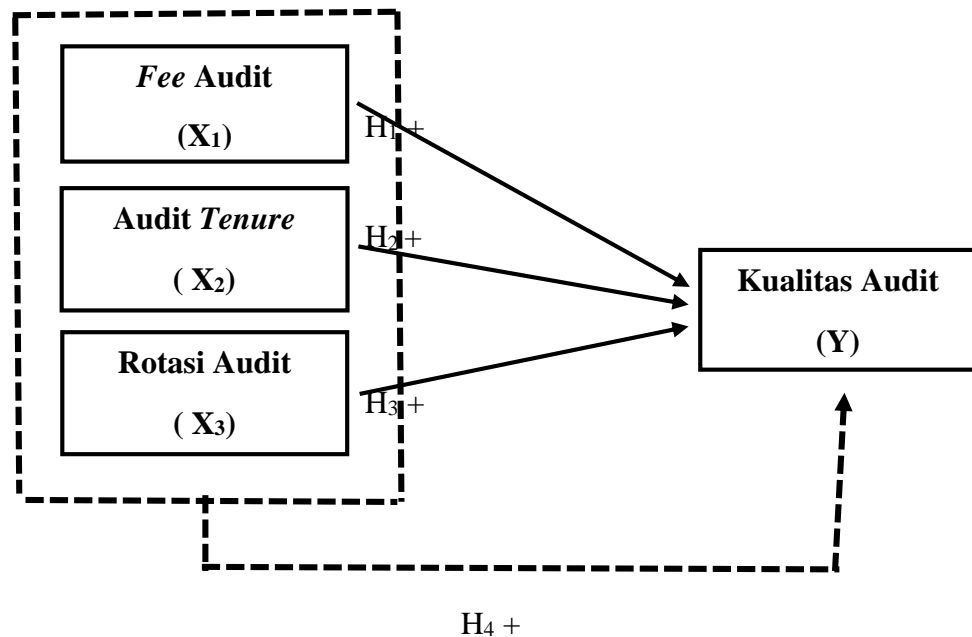 Fee Audit
(X1)
H1 +
Audit Tenure
( X2)
H2 +
Rotasi Audit
( X3)
H3 +
Kualitas Audit
(Y)
H4 +